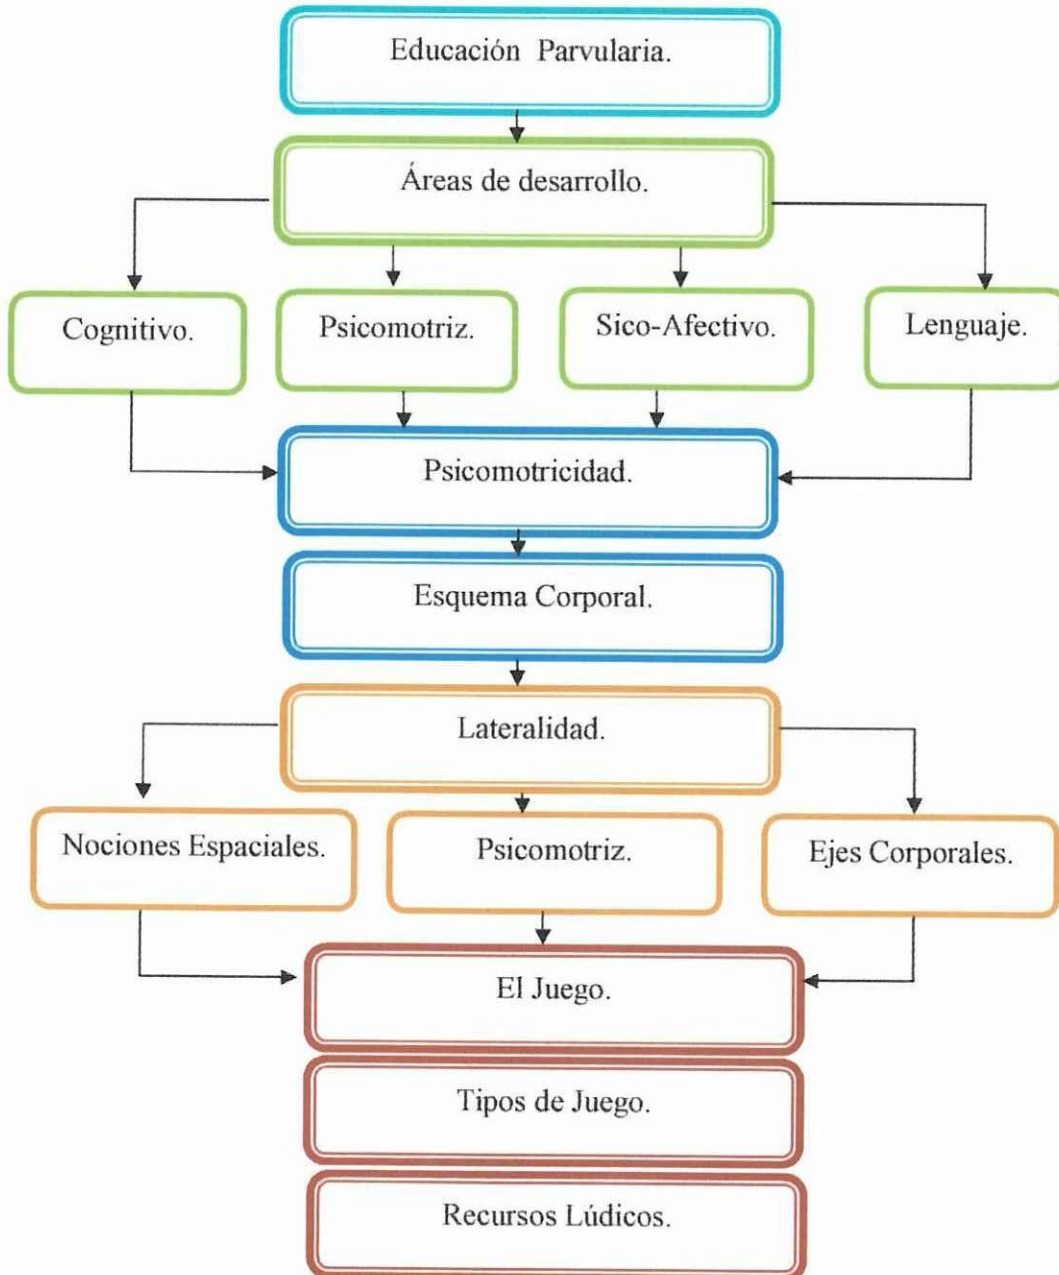 Educación Parvularia.
Áreas de desarrollo.
Cognitivo.
Psicomotriz.
Sico-Afectivo.
Lenguaje.
Psicomotricidad.
Esquema Corporal.
Lateralidad.
Nociones Espaciales.
Psicomotriz.
Ejes Corporales.
El Juego.
Tipos de Juego.
Recursos Lúdicos.